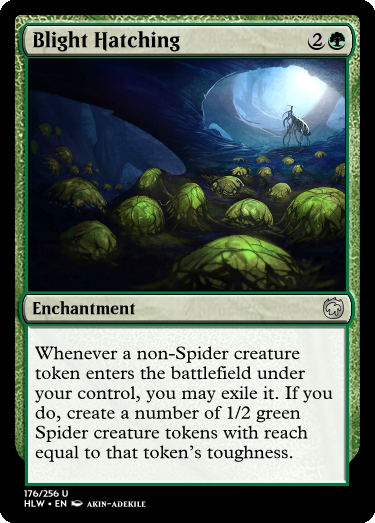 Blight Hatching 2
Enchantment
Whenever a non-Spider creature
token enters the battlefield under
your control, you may exile it. If you
do, create a number of 1/2 green
Spider creature tokens with reach
equal to that token's toughness.
176/256 U
HLW • EN AKIN-ADEKILE